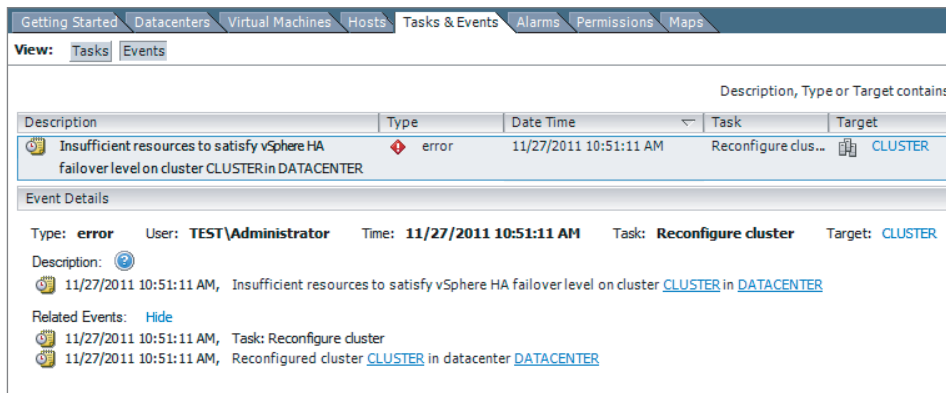 Getting Started Datacenters Virtual Machines Hosts Tasks & Events Alarms Permissions Maps
View: Tasks Events
Description, Type or Target contains
Description Type Date Time Task Target
Insufficient resources to satisfy vSphere HA error 11/27/2011 10:51:11 AM Reconfigure clus... CLUSTER
failover level on cluster CLUSTER in DATACENTER
Event Details
Type: error User: TEST\Administrator Time: 11/27/2011 10:51:11 AM Task: Reconfigure cluster Target: CLUSTER
Description: ?
11/27/2011 10:51:11 AM, Insufficient resources to satisfy vSphere HA failover level on cluster CLUSTER in DATACENTER
Related Events: Hide
11/27/2011 10:51:11 AM, Task: Reconfigure cluster
11/27/2011 10:51:11 AM, Reconfigured cluster CLUSTER in datacenter DATACENTER